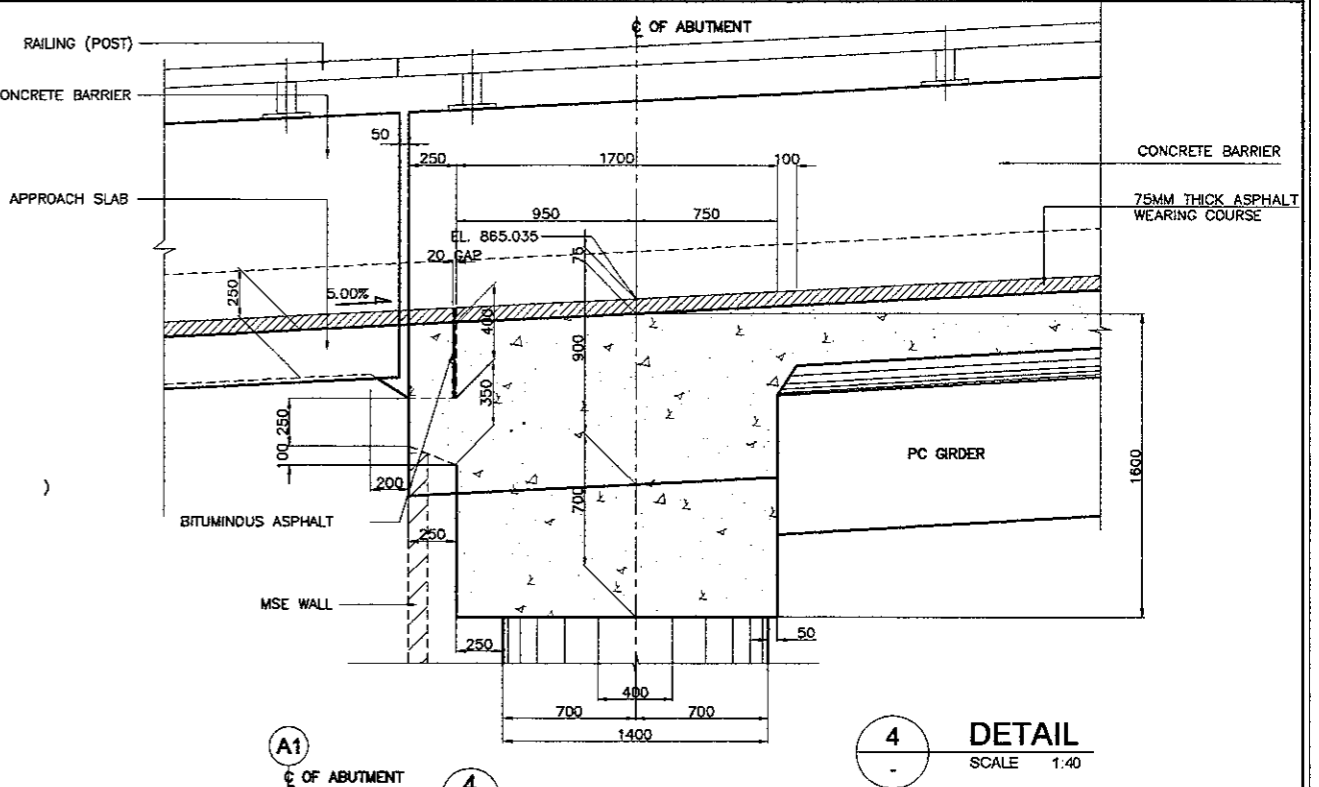 ℄ OF ABUTMENT
RAILING (POST)
ONCRETE BARRIER
50
250
1700
100
CONCRETE BARRIER
APPROACH SLAB
75MM THICK ASPHALT
WEARING COURSE
950
750
EL. 865.035
75
20 GAP
250
5.00%
400
900
350
250
100
PC GIRDER
1600
)
200
700
BITUMINOUS ASPHALT
250
MSE WALL
250
50
400
700
700
1400
A1
℄ OF ABUTMENT
4
4
-
DETAIL
SCALE 1:40